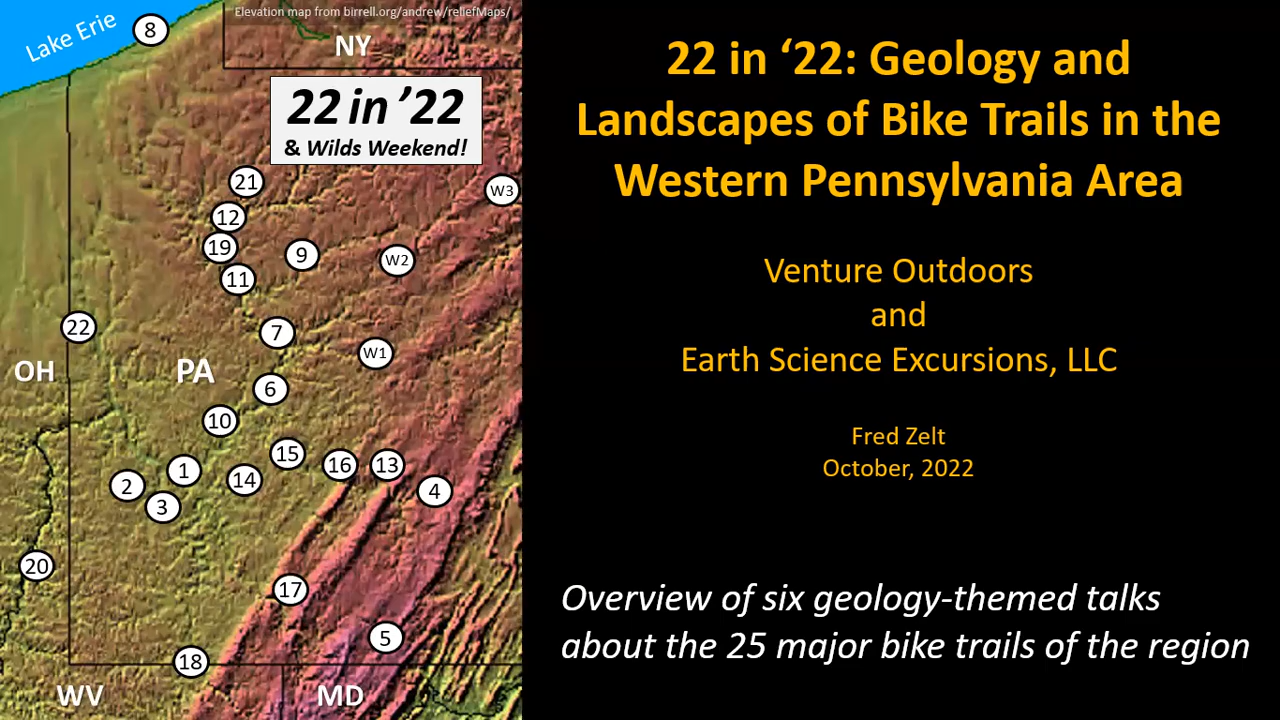 Elevation map from birrell.org/andrew/reliefMaps/
Lake Erie
8
NY
22 in ’22
& Wilds Weekend!
21
W3
12
19
9
W2
11
22
7
W1
OH
PA
6
10
15
16
13
1
14
2
4
3
20
17
5
18
WV
MD
22 in ‘22: Geology and
Landscapes of Bike Trails in the
Western Pennsylvania Area
Venture Outdoors
and
Earth Science Excursions, LLC
Fred Zelt
October, 2022
Overview of six geology-themed talks
about the 25 major bike trails of the region